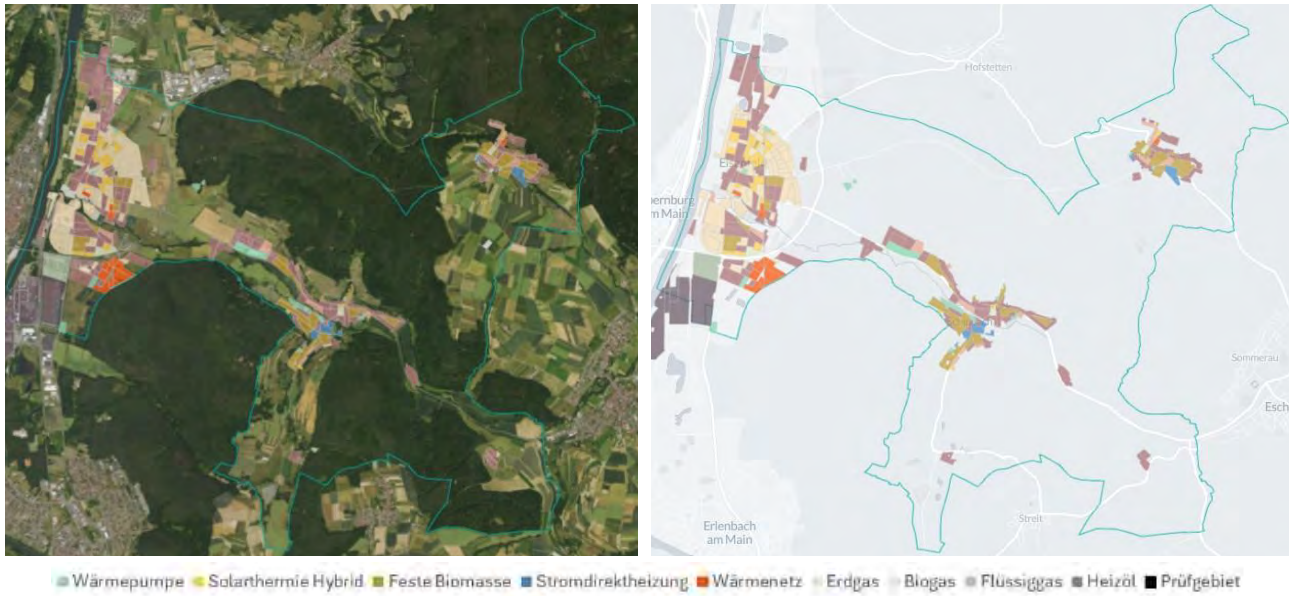 Hofstetten
m Main
Sommerau
Esch
Streit
Erlenbach
am Main
Wärmepumpe Solarthermie Hybrid Feste Biomasse Stromdirektheizung Wärmenetz Erdgas Biogas Flüssiggas Heizöl Prüfgebiet